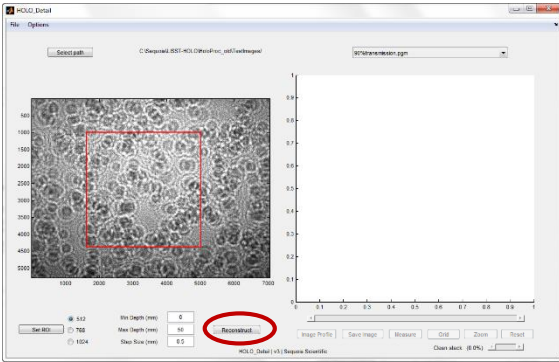 HOLO_Detail
File Options
Select path C:\Sequoia\LISST-HOLO\HoloProc_old\TestImages\ 90%transmission.pgm
1
0.9
0.8
0.7
0.6
0.5
0.4
0.3
0.2
0.1
0
0 0.1 0.2 0.3 0.4 0.5 0.6 0.7 0.8 0.9 1
500
1000
1500
2000
2500
3000
3500
4000
4500
5000
1000 2000 3000 4000 5000 6000 7000
Set ROI
512
768
1024
Min Depth (mm) 0
Max Depth (mm) 50
Step Size (mm) 0.5
Reconstruct
Image Profile Save Image Measure Grid Zoom Reset
HOLO_Detail | v3 | Sequoia Scientific
Clean stack (0.0%)